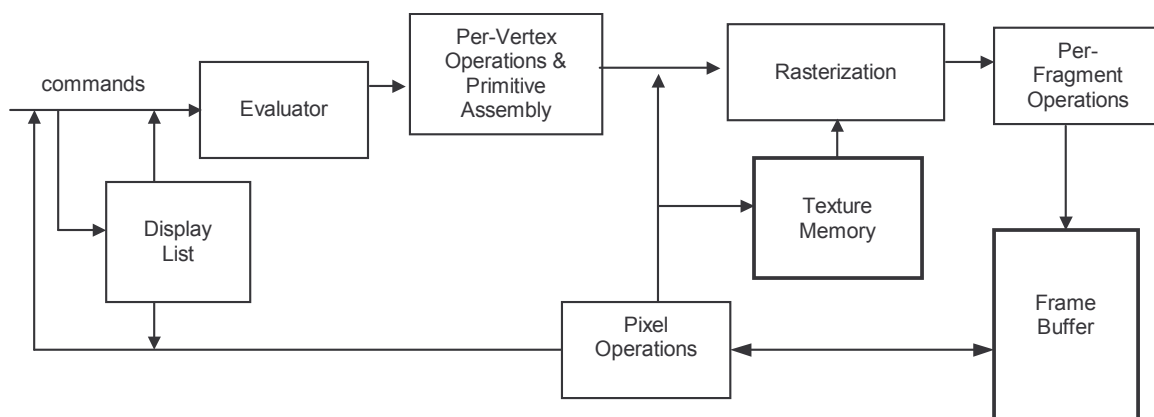 commands
Evaluator
Per-Vertex
Operations &
Primitive
Assembly
Rasterization
Per-
Fragment
Operations
Display
List
Texture
Memory
Pixel
Operations
Frame
Buffer